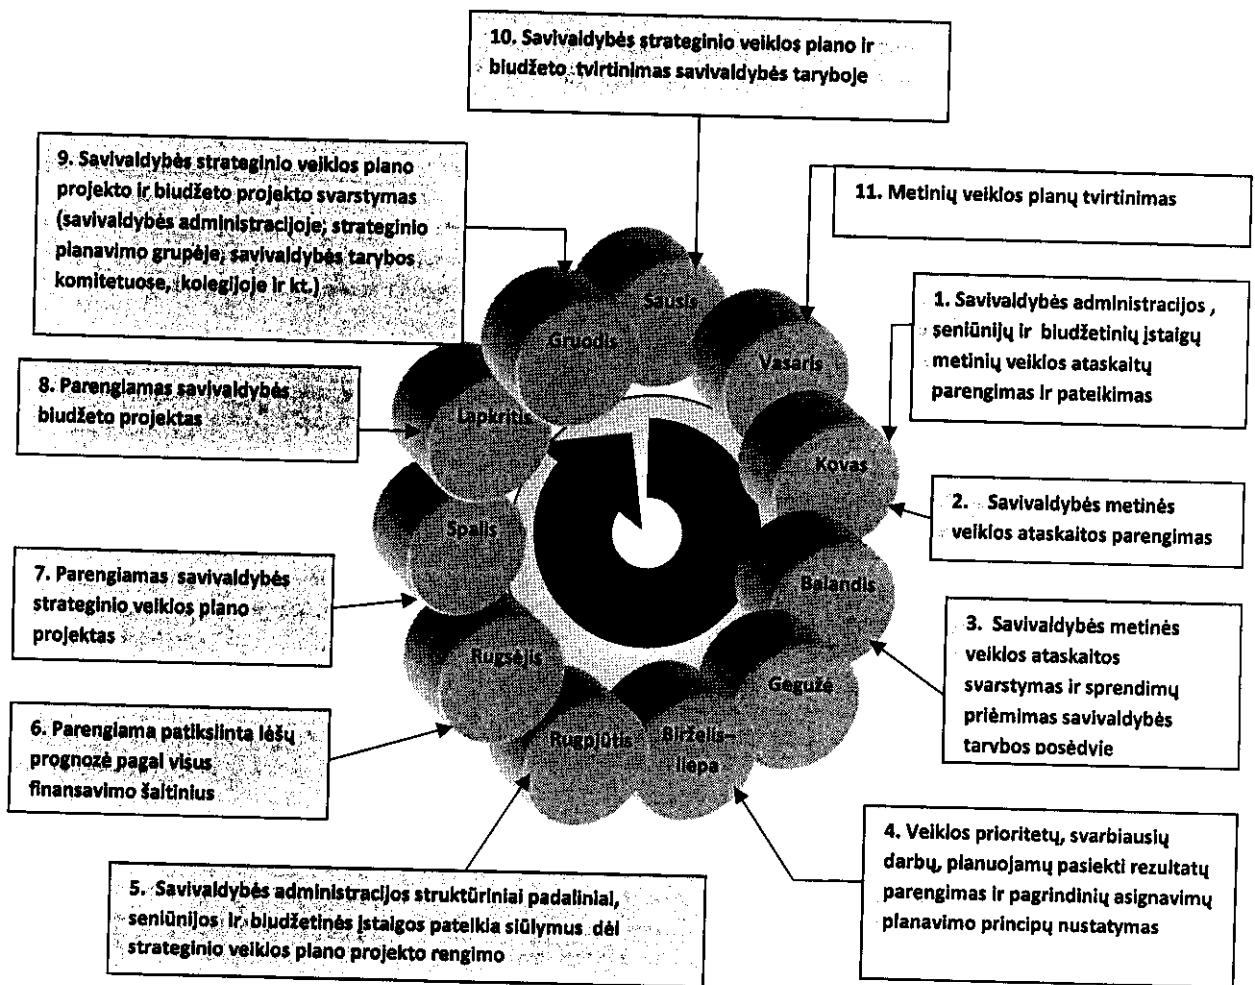 10. Savivaldybės strateginio veiklos plano ir
biudžeto tvirtinimas savivaldybės taryboje
9. Savivaldybės strateginio veiklos plano
projekto ir biudžeto projekto svarstymas
(savivaldybės administracijoje, strateginio
planavimo grupėje, savivaldybės tarybos
komitetuose, (kolegijoje ir kt.)
11. Metinių veiklos planų tvirtinimas
1. Savivaldybės administracijos ,
seniūnijų ir biudžetinių įstaigų
metinių veiklos ataskaitų
parengimas ir pateikimas
8. Parengiamas savivaldybės
biudžeto projektas
2. Savivaldybės metinės
veiklos ataskaitos parengimas
7. Parengiamas savivaldybės
strateginio veiklos plano
projektas
3. Savivaldybės metinės
veiklos ataskaitos
svarstymas ir sprendimų
priėmimas savivaldybės
tarybos posėdvie
6. Parengiama patikslinta lėšų
prognozė pagal visus
finansavimo šaltinius
4. Veiklos prioritetų, svarbiausių
darbų, planuojamų pasiekti rezultatų
parengimas ir pagrindinių asignavimų
planavimo principų nustatymas
5. Savivaldybės administracijos struktūriniai padaliniai,
seniūnijos ir biudžetinės įstaigos pateikia siūlymus dėl
strateginio veiklos plano projekto rengimo
Sausis
Vasaris
Kovas
Balandis
Gegužė
Birželis–
liepa
Rugpjūtis
Rugsėjis
Spalis
Lapkritis
Gruodis